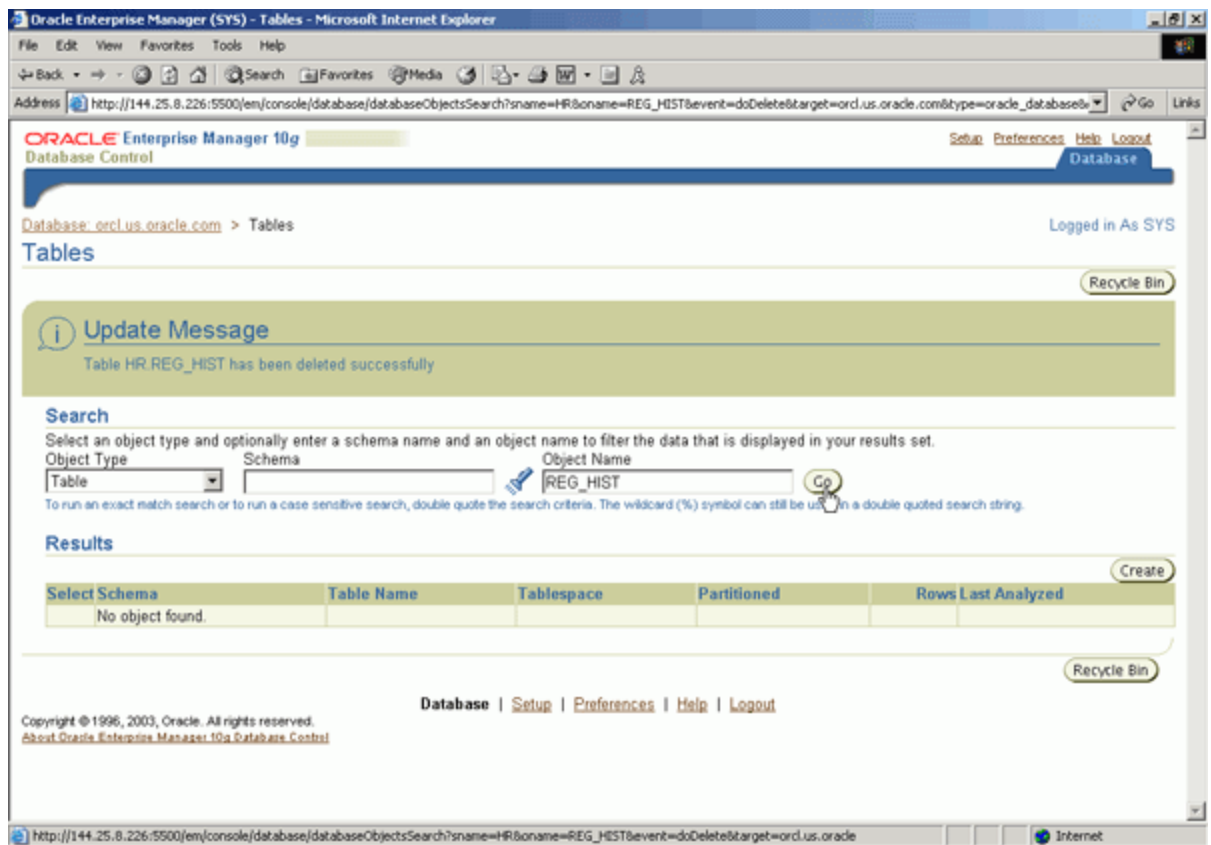 Oracle Enterprise Manager (SYS) - Tables - Microsoft Internet Explorer
File Edit View Favorites Tools Help
Back Search Favorites Media
Address http://144.25.8.226:5500/em/console/database/databaseObjectsSearch?sname=HR&oname=REG_HIST&event=doDelete&target=orcl.us.oracle.com&type=oracle_database& Go Links
ORACLE Enterprise Manager 10g
Database Control
Setup Preferences Help Logout
Database
Database: orcl.us.oracle.com > Tables
Logged in As SYS
Tables
Recycle Bin
Update Message
Table HR.REG_HIST has been deleted successfully
Search
Select an object type and optionally enter a schema name and an object name to filter the data that is displayed in your results set.
Object Type Schema Object Name
Table REG_HIST Go
To run an exact match search or to run a case sensitive search, double quote the search criteria. The wildcard (%) symbol can still be in a double quoted search string.
Results
Create
Select Schema Table Name Tablespace Partitioned Rows Last Analyzed
No object found.
Recycle Bin
Database | Setup | Preferences | Help | Logout
Copyright © 1996, 2003, Oracle. All rights reserved.
About Oracle Enterprise Manager 10g Database Control
http://144.25.8.226:5500/em/console/database/databaseObjectsSearch?sname=HR&oname=REG_HIST&event=doDelete&target=orcl.us.oracle
Internet